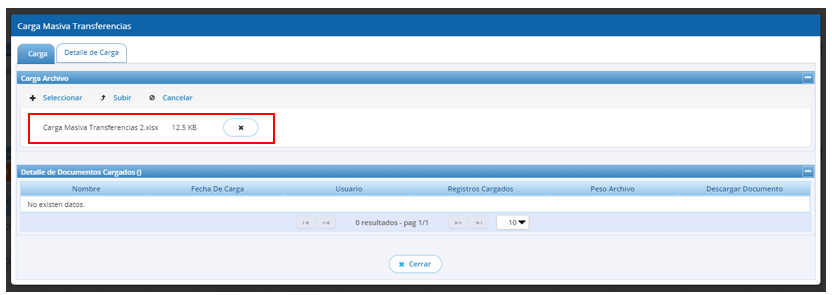 Carga Masiva Transferencias
Carga Detalle de Carga
Carga Archivo
Seleccionar Subir Cancelar
Carga Masiva Transferencias 2.xlsx 12.5 KB
Detalle de Documentos Cargados ()
Nombre Fecha De Carga Usuario Registros Cargados Peso Archivo Descargar Documento
No existen datos.
0 resultados - pag 1/1 10
Cerrar